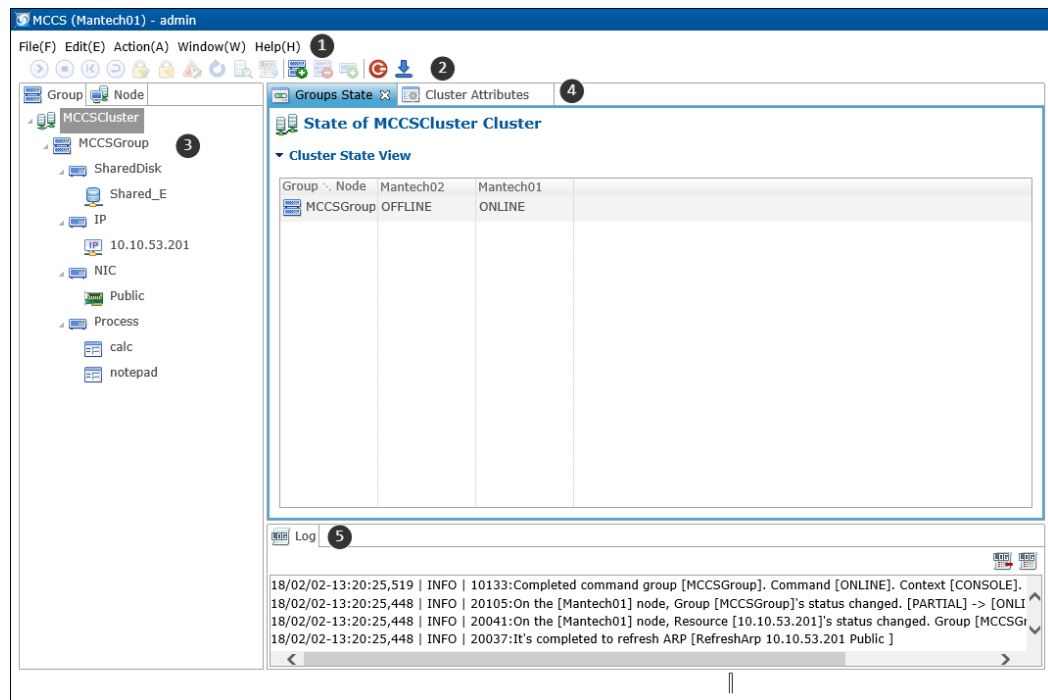 MCCS (Mantech01) - admin
File(F) Edit(E) Action(A) Window(W) Help(H) 1
2
Group Node
MCCSCluster
MCCSGroup 3
SharedDisk
Shared_E
IP
IP 10.10.53.201
NIC
Public
Process
calc
notepad
Groups State Cluster Attributes 4
State of MCCSCluster Cluster
Cluster State View
Group Node Mantech02 Mantech01
MCCSGroup OFFLINE ONLINE
LOG Log 5
LOG LOG
18/02/02-13:20:25,519 | INFO | 10133:Completed command group [MCCSGroup]. Command [ONLINE]. Context [CONSOLE].
18/02/02-13:20:25,448 | INFO | 20105:On the [Mantech01] node, Group [MCCSGroup]'s status changed. [PARTIAL] -> [ONLI
18/02/02-13:20:25,448 | INFO | 20041:On the [Mantech01] node, Resource [10.10.53.201]'s status changed. Group [MCCSGr
18/02/02-13:20:25,448 | INFO | 20037:It's completed to refresh ARP [RefreshArp 10.10.53.201 Public ]